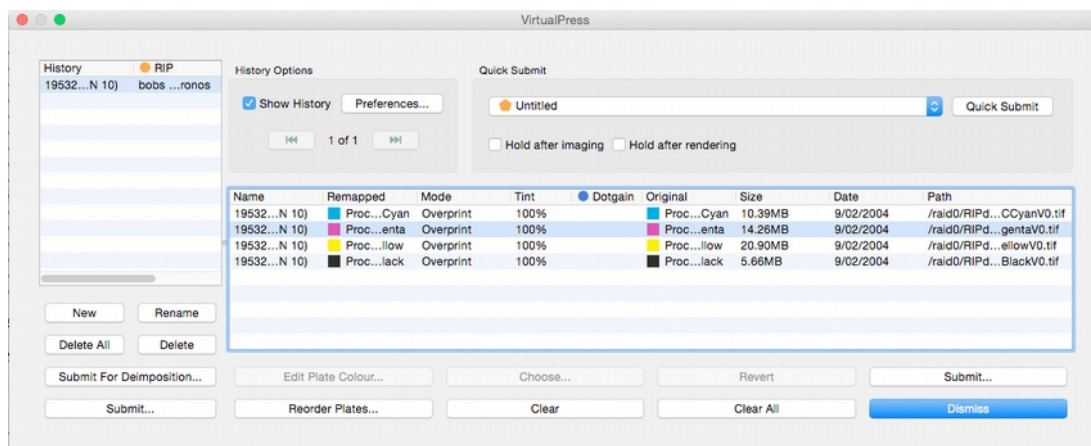 VirtualPress
History RIP
19532...N 10) bobs ...ronos
History Options
Show History Preferences...
1 of 1
Quick Submit
Untitled Quick Submit
Hold after imaging Hold after rendering
Name Remapped Mode Tint Dotgain Original Size Date Path
19532...N 10) Proc...Cyan Overprint 100% Proc...Cyan 10.39MB 9/02/2004 /raid0/RIPd...CCyanV0.tif
19532...N 10) Proc...enta Overprint 100% Proc...enta 14.26MB 9/02/2004 /raid0/RIPd...gentaV0.tif
19532...N 10) Proc...llow Overprint 100% Proc...llow 20.90MB 9/02/2004 /raid0/RIPd...ellowV0.tif
19532...N 10) Proc...lack Overprint 100% Proc...lack 5.66MB 9/02/2004 /raid0/RIPd...BlackV0.tif
New Rename
Delete All Delete
Submit For Deimposition... Edit Plate Colour... Choose... Revert Submit...
Submit... Reorder Plates... Clear Clear All Dismiss